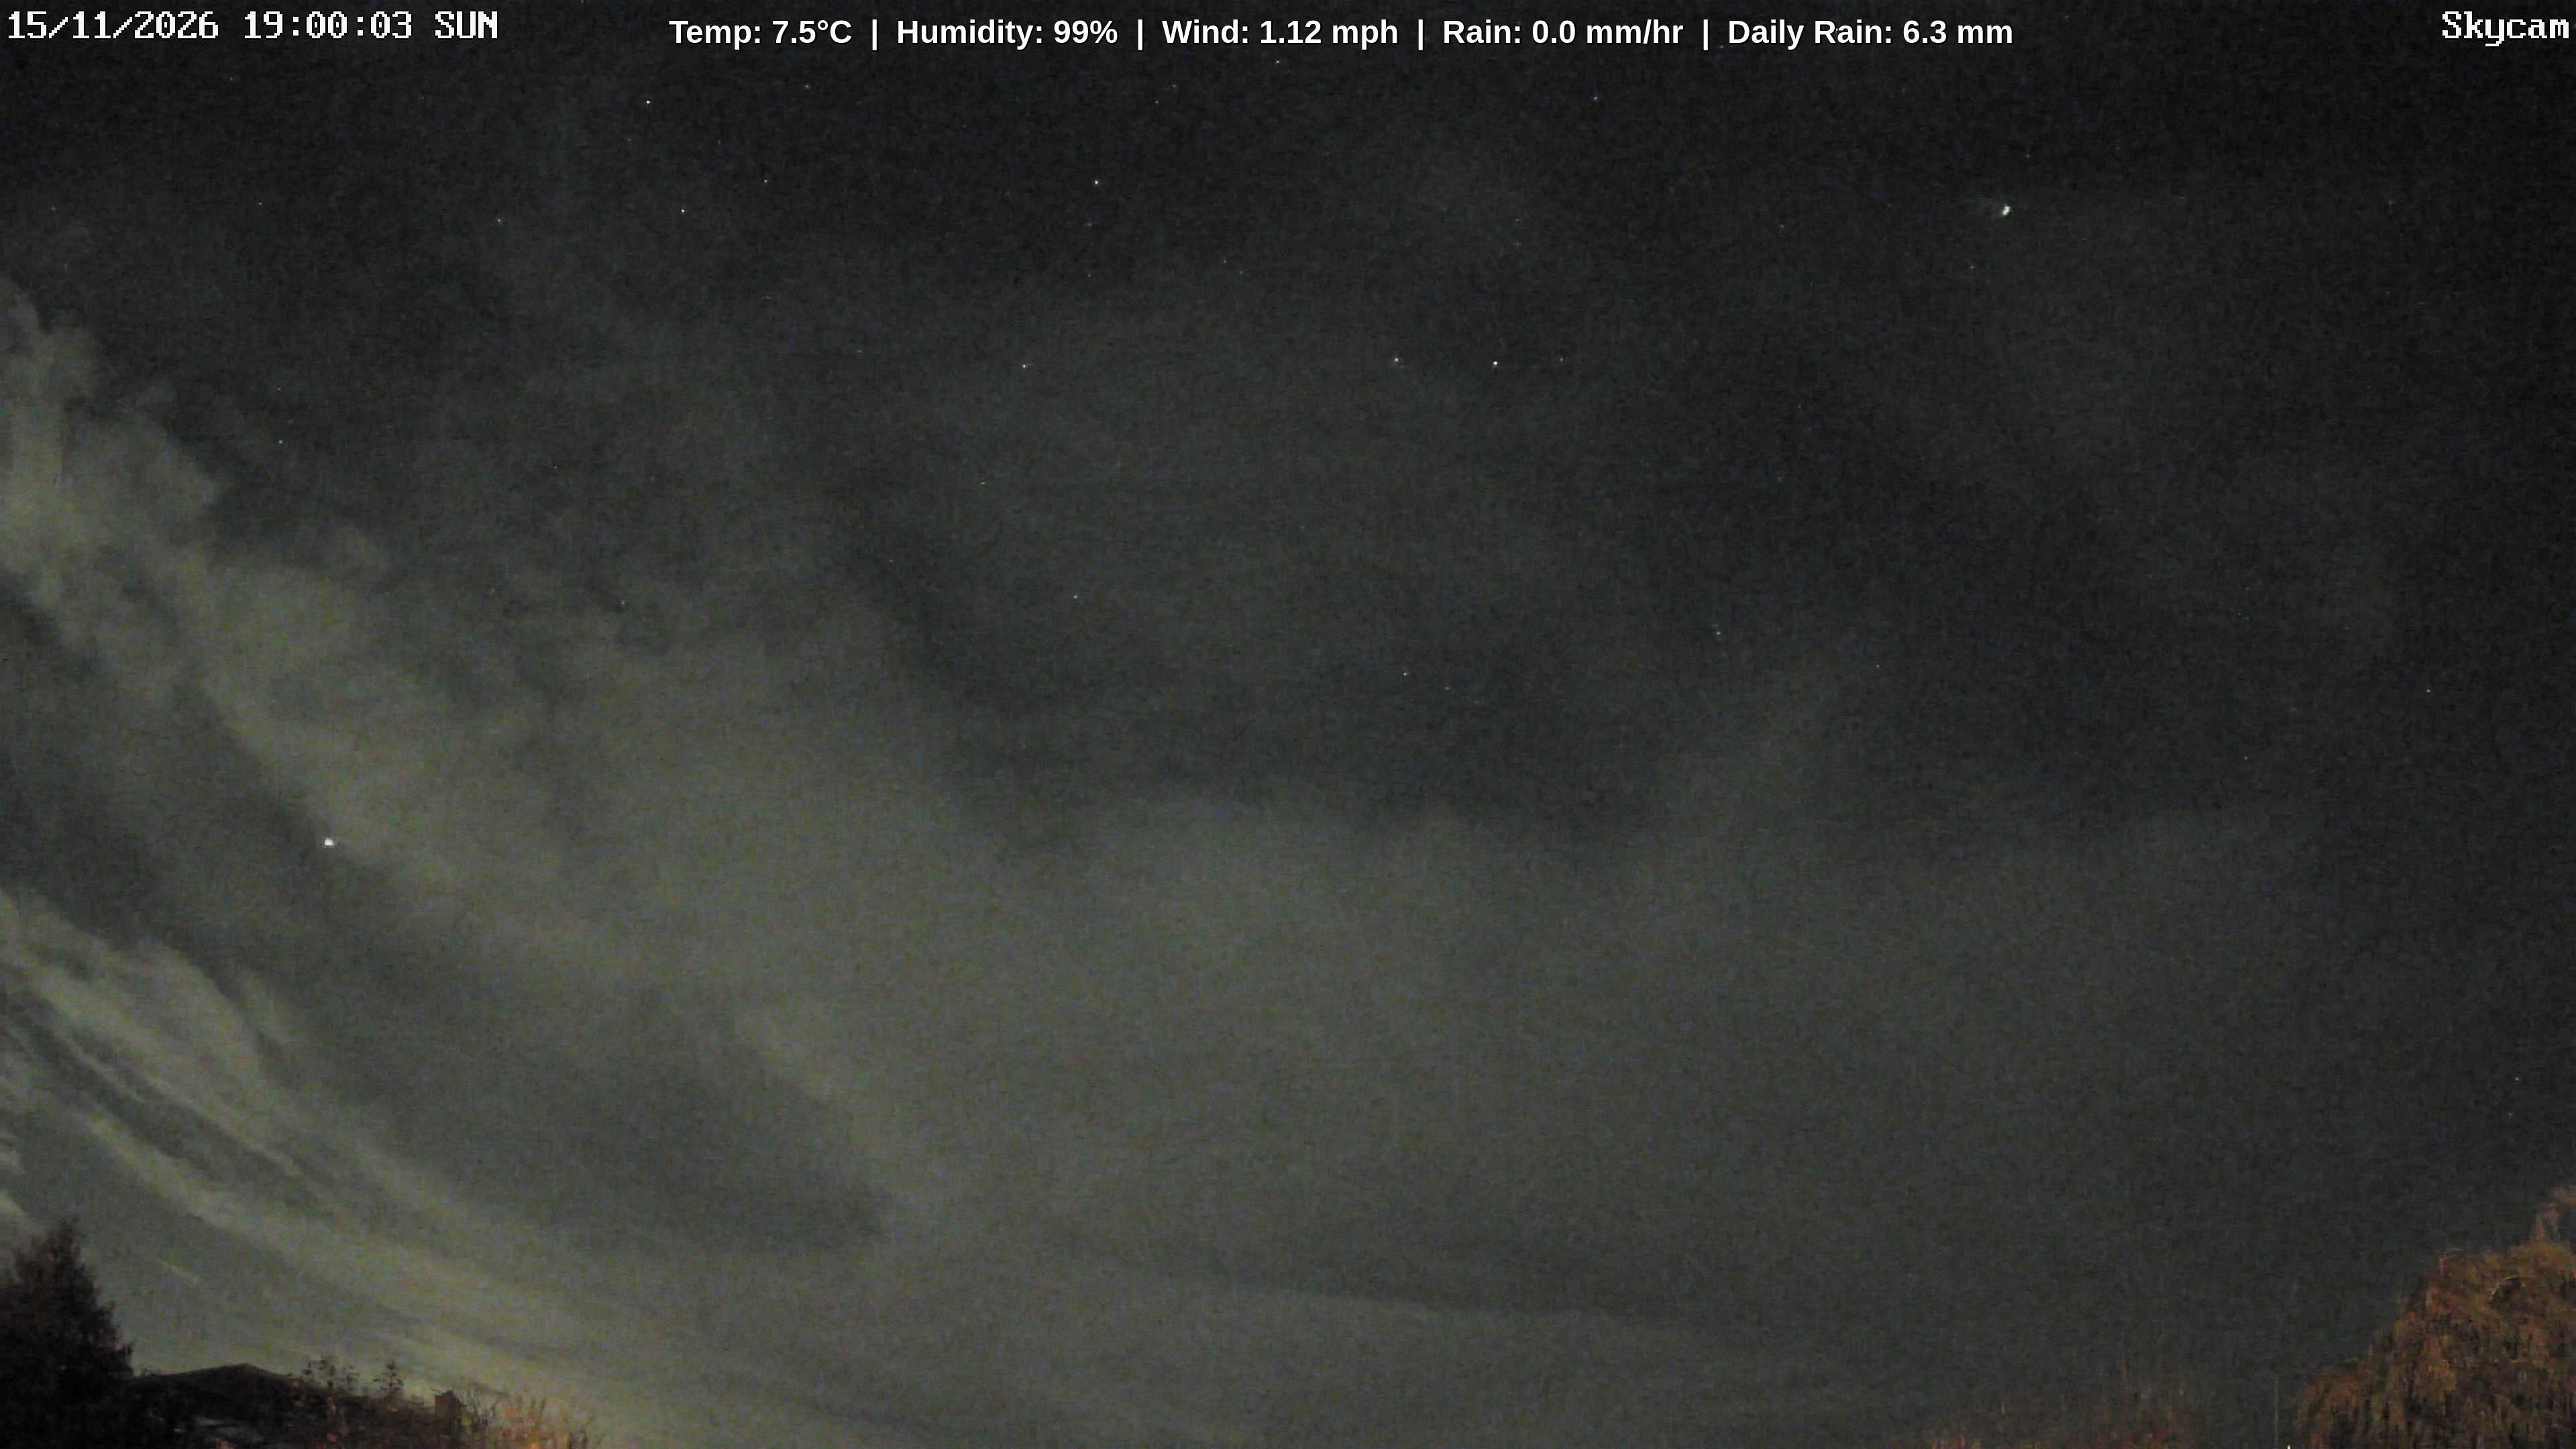 15/11/2026 19:00:03 SUN
Temp: 7.5°C | Humidity: 99% | Wind: 1.12 mph | Rain: 0.0 mm/hr | Daily Rain: 6.3 mm
Skycam